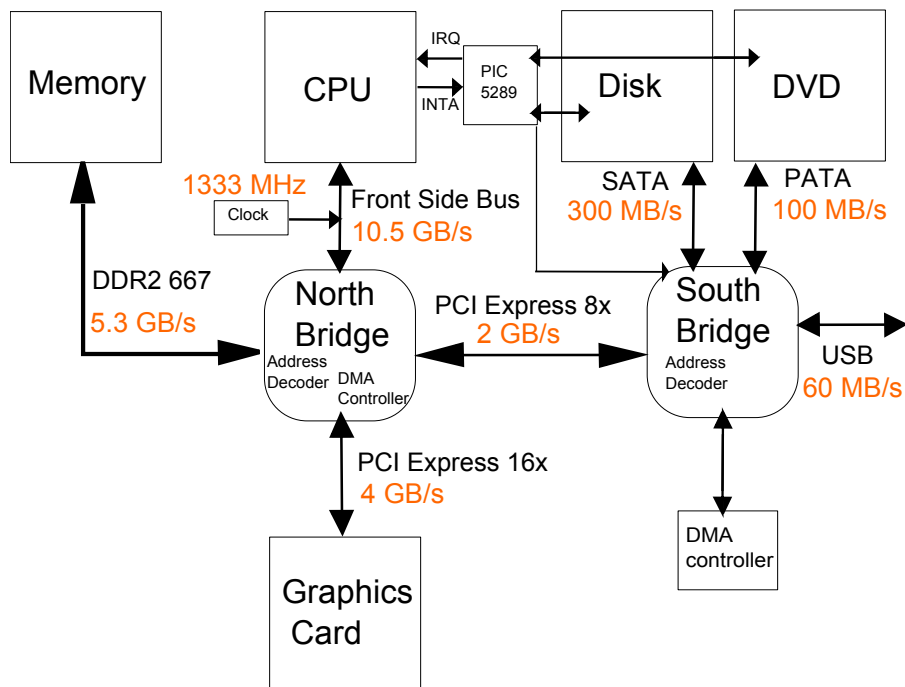 Memory
CPU
IRQ
INTA
PIC
5289
Disk
DVD
1333 MHz
Clock
Front Side Bus
10.5 GB/s
SATA
300 MB/s
PATA
100 MB/s
DDR2 667
5.3 GB/s
North
Bridge
Address
Decoder
DMA
Controller
PCI Express 8x
2 GB/s
South
Bridge
Address
Decoder
USB
60 MB/s
PCI Express 16x
4 GB/s
DMA
controller
Graphics
Card